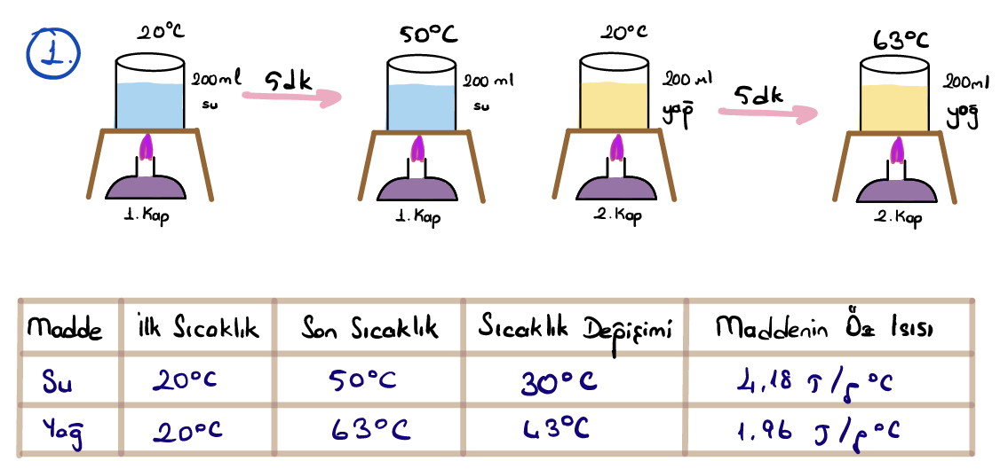 1.
20°C
200ml
su
5dk
1. Kap
50°C
200 ml
su
1. Kap
20°C
200 ml
yağ
5dk
2. Kap
63°C
200ml
yağ
2. Kap
Madde İlk Sıcaklık Son Sıcaklık Sıcaklık Değişimi Maddenin Öz Isısı
Su 20°C 50°C 30°C 4,18 J/g°C
Yağ 20°C 63°C 43°C 1.96 J/g°C